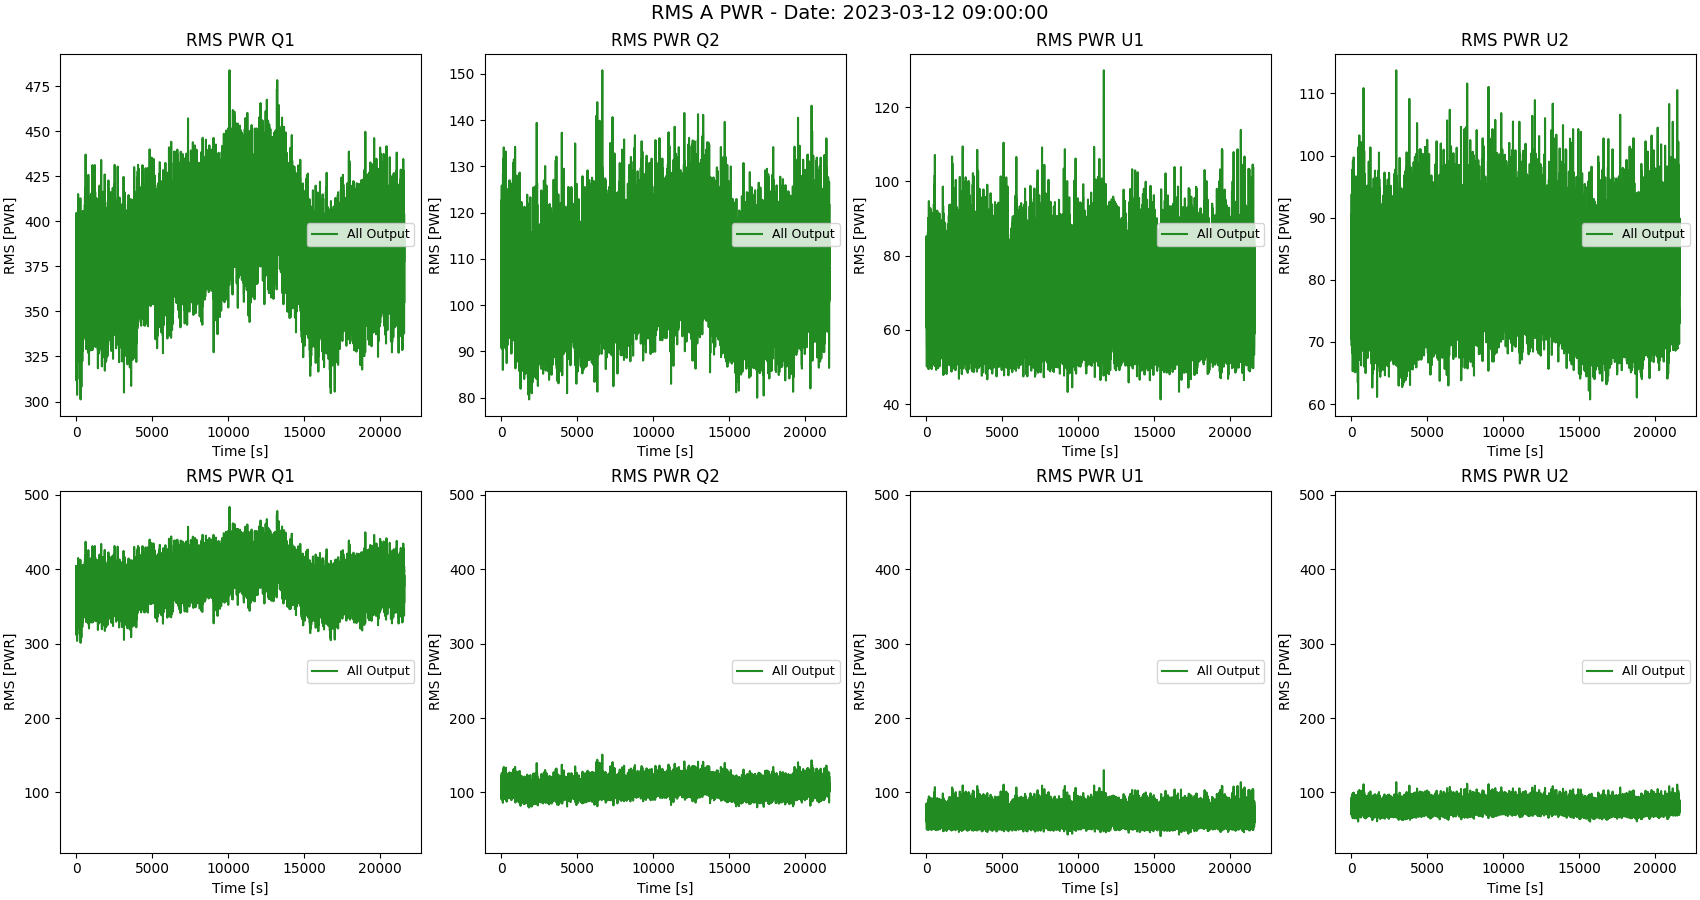 RMS A PWR - Date: 2023-03-12 09:00:00
RMS PWR Q1
RMS [PWR]
475
450
425
400
375
350
325
300
All Output
0 5000 10000 15000 20000
Time [s]
RMS PWR Q2
RMS [PWR]
150
140
130
120
110
100
90
80
All Output
0 5000 10000 15000 20000
Time [s]
RMS PWR U1
RMS [PWR]
120
100
80
60
40
All Output
0 5000 10000 15000 20000
Time [s]
RMS PWR U2
RMS [PWR]
110
100
90
80
70
60
All Output
0 5000 10000 15000 20000
Time [s]
RMS PWR Q1
RMS [PWR]
500
400
300
200
100
All Output
0 5000 10000 15000 20000
Time [s]
RMS PWR Q2
RMS [PWR]
500
400
300
200
100
All Output
0 5000 10000 15000 20000
Time [s]
RMS PWR U1
RMS [PWR]
500
400
300
200
100
All Output
0 5000 10000 15000 20000
Time [s]
RMS PWR U2
RMS [PWR]
500
400
300
200
100
All Output
0 5000 10000 15000 20000
Time [s]